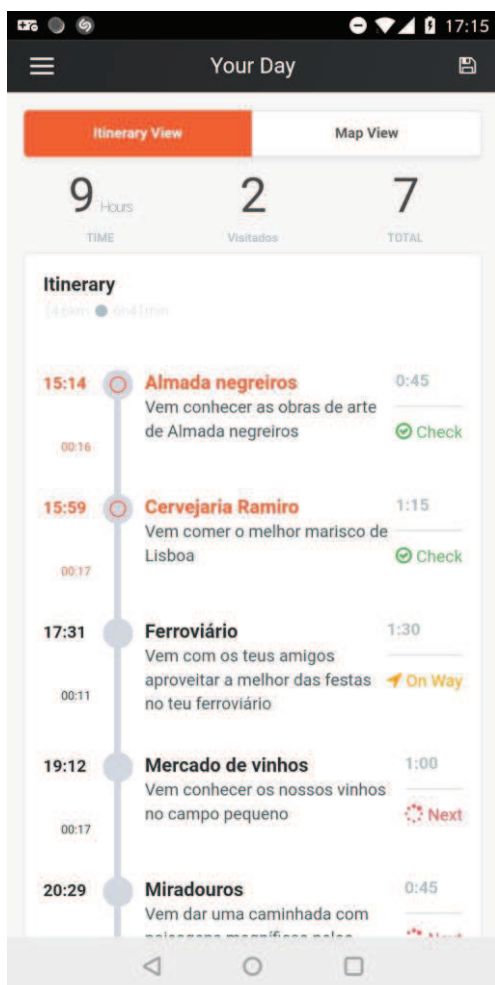 17:15
Your Day
Itinerary View Map View
9 Hours 2 7
TIME Visitados TOTAL
Itinerary
6h41min
15:14 Almada negreiros 0:45
Vem conhecer as obras de arte
de Almada negreiros Check
00:16
15:59 Cervejaria Ramiro 1:15
Vem comer o melhor marisco de
Lisboa Check
00:17
17:31 Ferroviário 1:30
Vem com os teus amigos
aproveitar a melhor das festas On Way
00:11 no teu ferroviário
19:12 Mercado de vinhos 1:00
Vem conhecer os nossos vinhos
no campo pequeno Next
00:17
20:29 Miradouros 0:45
Vem dar uma caminhada com